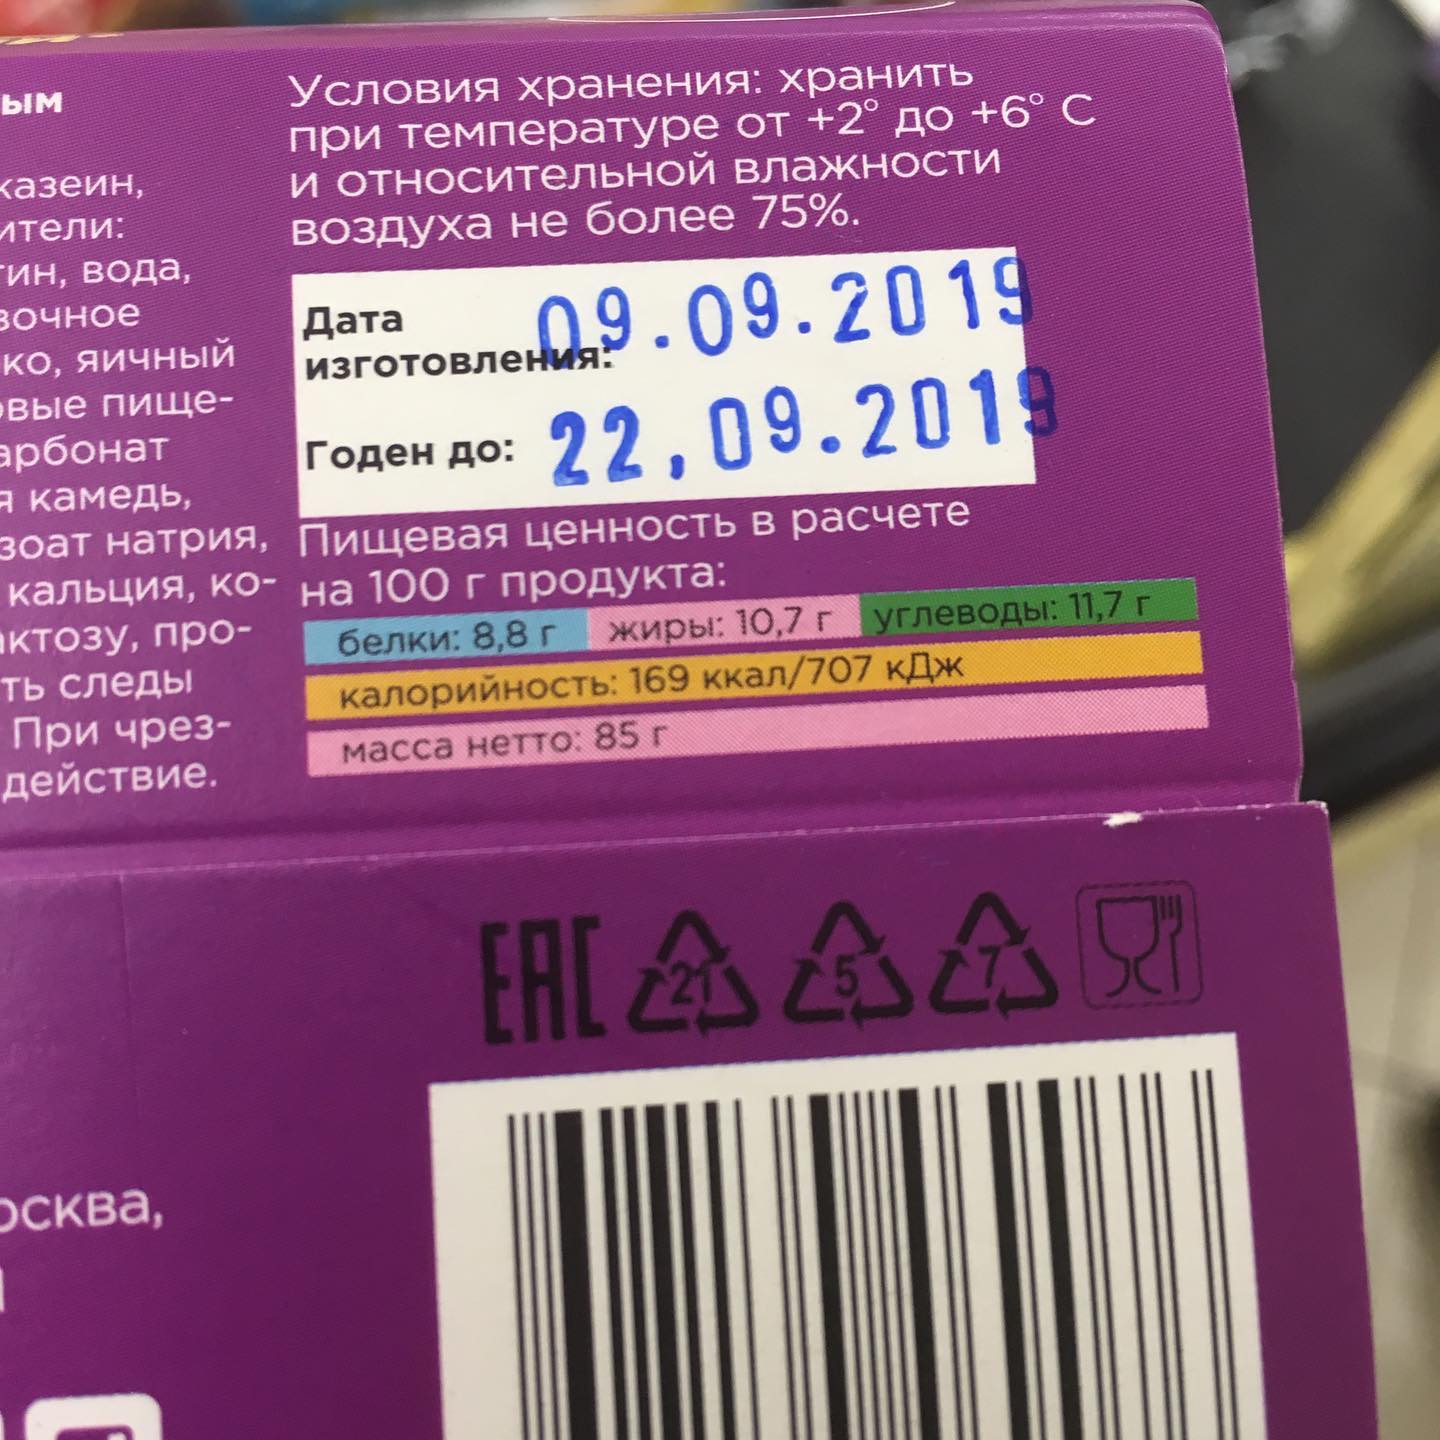 ым
казеин,
ители:
гин, вода,
вочное
ко, яичный
овые пище-
арбонат
я камедь,
зоат натрия,
кальция, ко-
актозу, про-
ть следы
При чрез-
действие.
Условия хранения: хранить
при температуре от +2° до +6° С
и относительной влажности
воздуха не более 75%.
Дата
изготовления: 09.09.2019
Годен до: 22,09.2019
Пищевая ценность в расчете
на 100 г продукта:
белки: 8,8 г жиры: 10,7 г углеводы: 11,7 г
калорийность: 169 ккал/707 кДж
масса нетто: 85 г
ЕАС 21 5 7
осква,